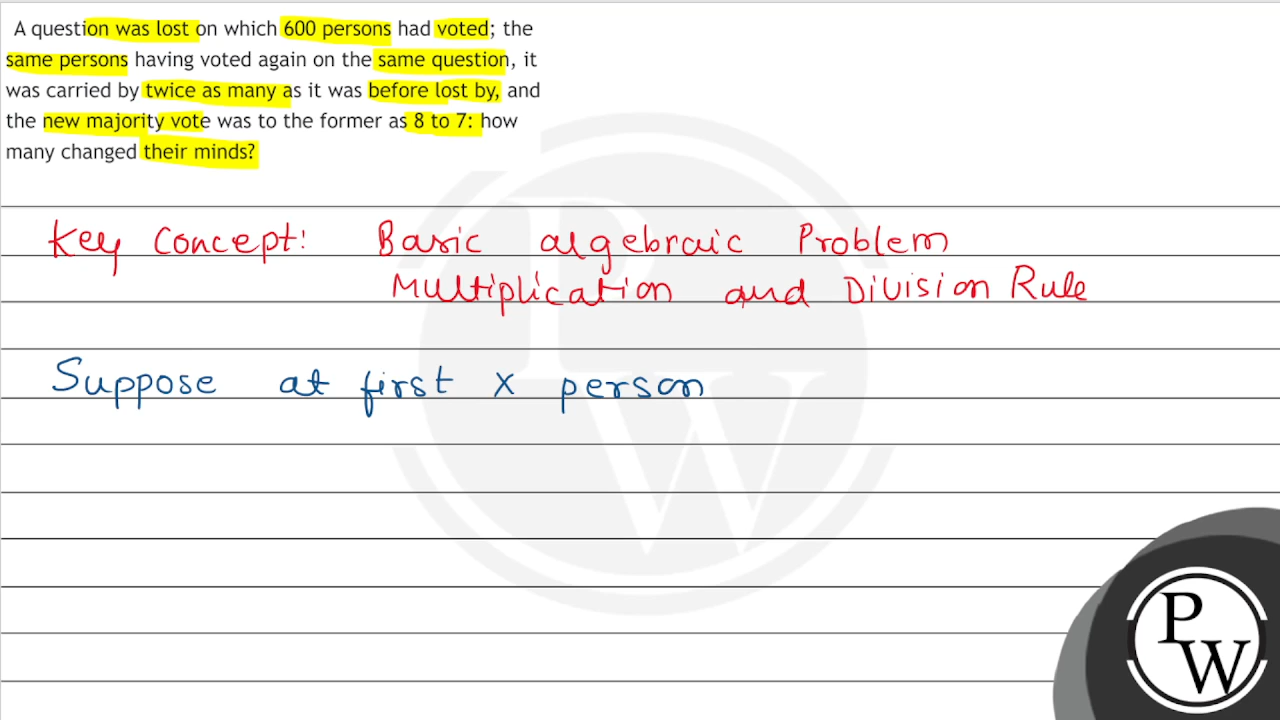 A question was lost on which 600 persons had voted; the
same persons having voted again on the same question, it
was carried by twice as many as it was before lost by, and
the new majority vote was to the former as 8 to 7: how
many changed their minds?
Key Concept: Basic algebraic Problem
Multiplication and Division Rule
Suppose at first x person
P
W
P
W